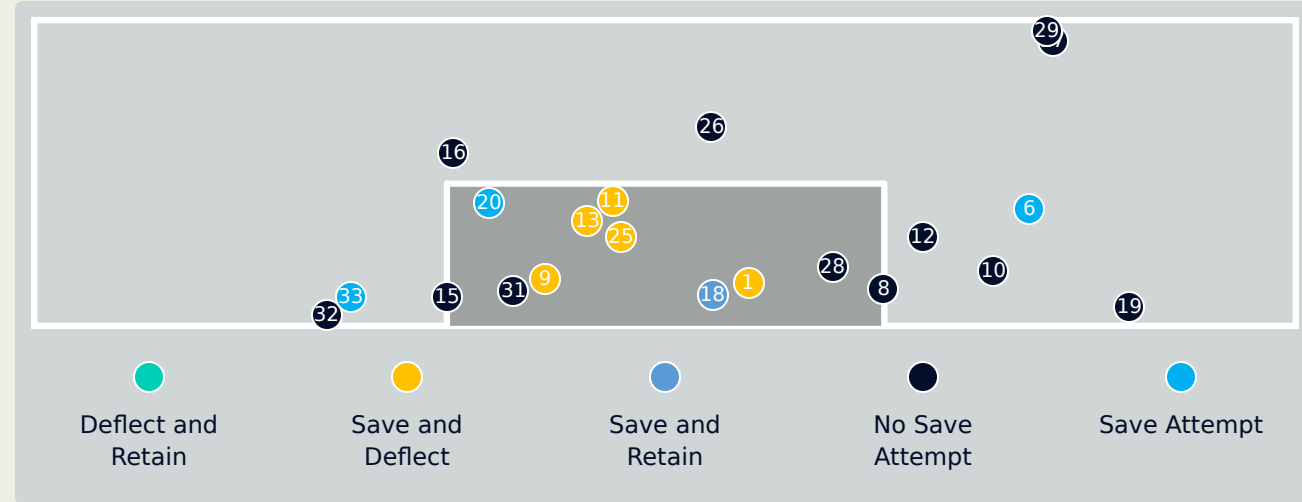 29
26
16
20
11
6
13
25
12
28
10
9
1
8
31
18
15
33
19
32
Deflect and
Retain
Save and
Deflect
Save and
Retain
No Save
Attempt
Save Attempt